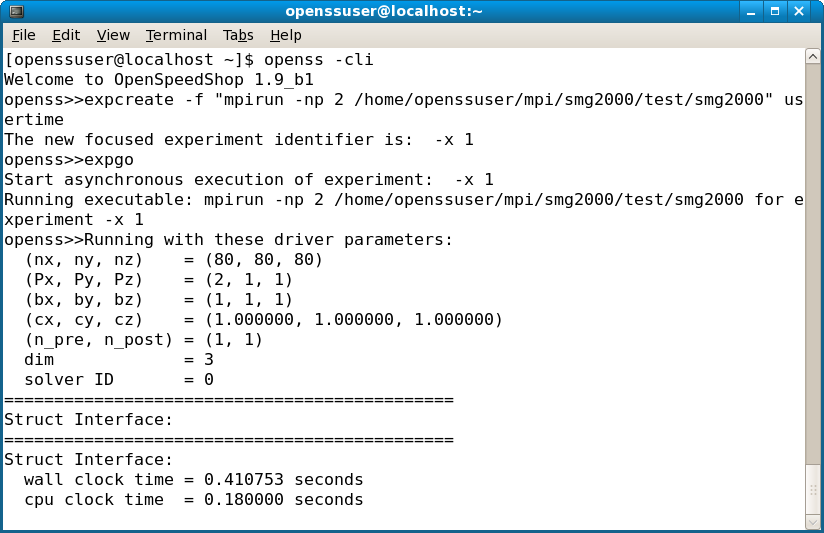 openssuser@localhost:~
File Edit View Terminal Tabs Help
[openssuser@localhost ~]$ openss -cli
Welcome to OpenSpeedShop 1.9_b1
openss>>expcreate -f "mpirun -np 2 /home/openssuser/mpi/smg2000/test/smg2000" us
ertime
The new focused experiment identifier is:  -x 1
openss>>expgo
Start asynchronous execution of experiment:  -x 1
Running executable: mpirun -np 2 /home/openssuser/mpi/smg2000/test/smg2000 for e
xperiment -x 1
openss>>Running with these driver parameters:
  (nx, ny, nz)    = (80, 80, 80)
  (Px, Py, Pz)    = (2, 1, 1)
  (bx, by, bz)    = (1, 1, 1)
  (cx, cy, cz)    = (1.000000, 1.000000, 1.000000)
  (n_pre, n_post) = (1, 1)
  dim             = 3
  solver ID       = 0
=============================================
Struct Interface:
=============================================
Struct Interface:
  wall clock time = 0.410753 seconds
  cpu clock time  = 0.180000 seconds